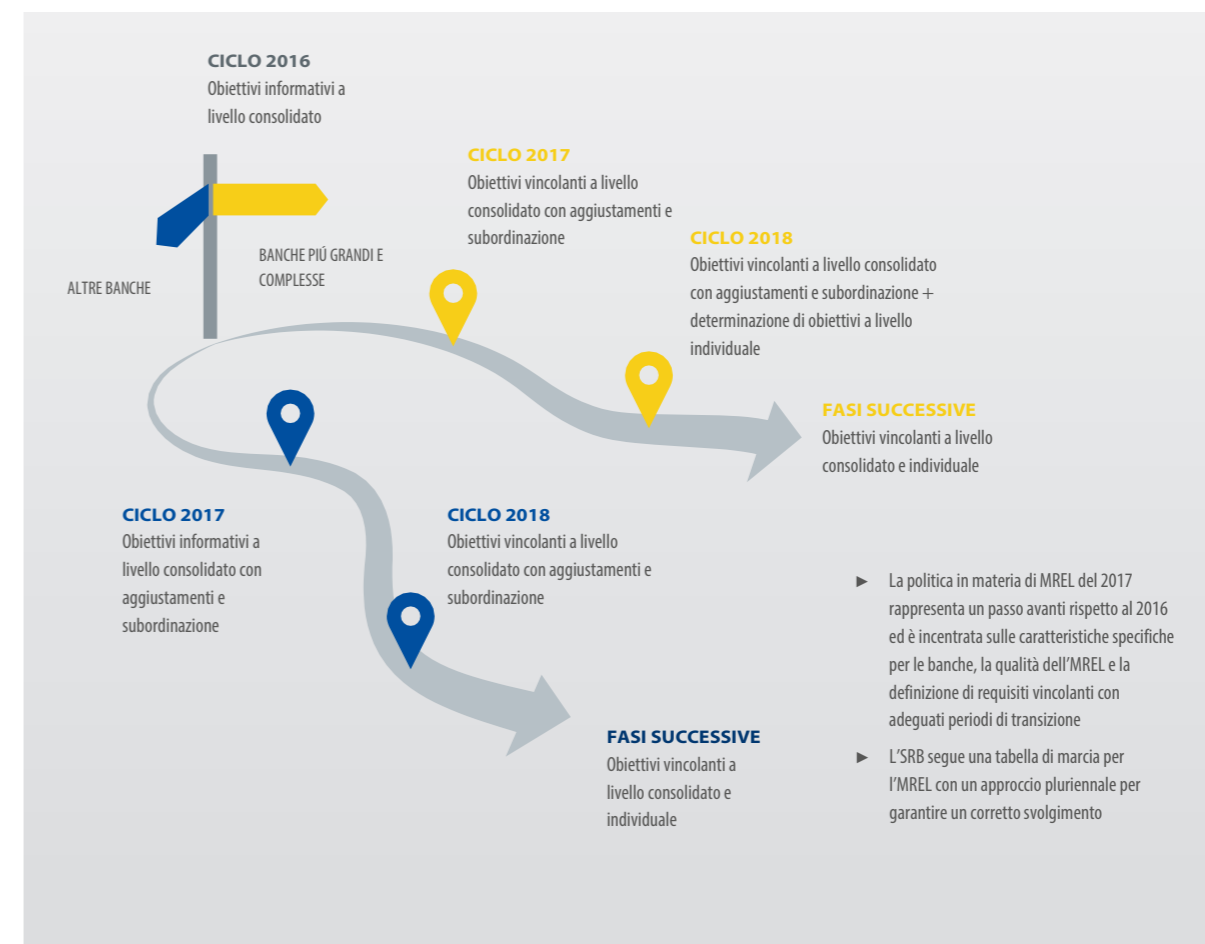 CICLO 2016
Obiettivi informativi a
livello consolidato
ALTRE BANCHE
BANCHE PIÚ GRANDI E
COMPLESSE
CICLO 2017
Obiettivi vincolanti a livello
consolidato con aggiustamenti e
subordinazione
CICLO 2018
Obiettivi vincolanti a livello consolidato
con aggiustamenti e subordinazione +
determinazione di obiettivi a livello
individuale
FASI SUCCESSIVE
Obiettivi vincolanti a livello
consolidato e individuale
CICLO 2017
Obiettivi informativi a
livello consolidato con
aggiustamenti e
subordinazione
CICLO 2018
Obiettivi vincolanti a livello
consolidato con aggiustamenti e
subordinazione
FASI SUCCESSIVE
Obiettivi vincolanti a
livello consolidato e
individuale
► La politica in materia di MREL del 2017
rappresenta un passo avanti rispetto al 2016
ed è incentrata sulle caratteristiche specifiche
per le banche, la qualità dell’MREL e la
definizione di requisiti vincolanti con
adeguati periodi di transizione
► L’SRB segue una tabella di marcia per
l’MREL con un approccio pluriennale per
garantire un corretto svolgimento